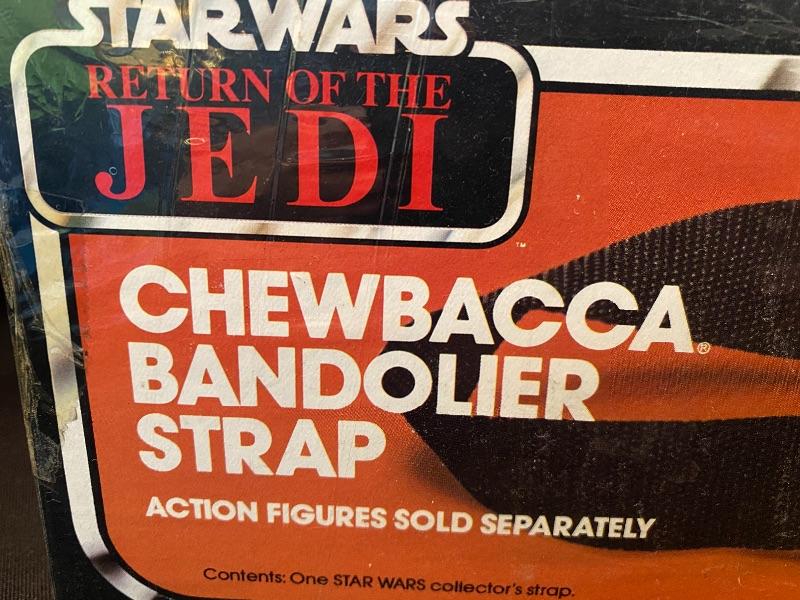 STAR WARS
RETURN OF THE
JEDI
™
CHEWBACCA®
BANDOLIER
STRAP
ACTION FIGURES SOLD SEPARATELY
Contents: One STAR WARS collector's strap.